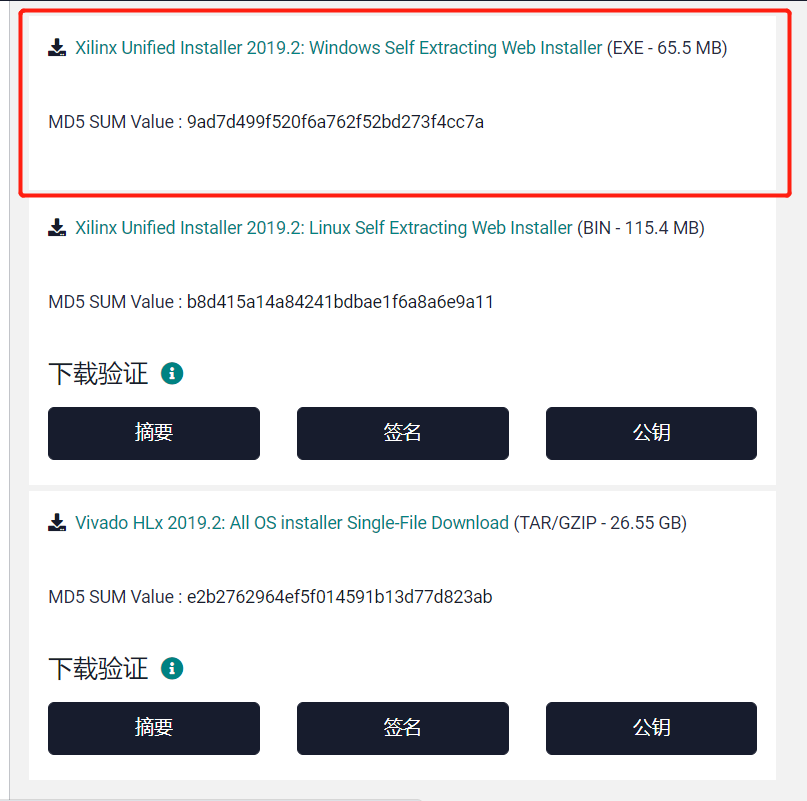 Xilinx Unified Installer 2019.2: Windows Self Extracting Web Installer (EXE - 65.5 MB)
MD5 SUM Value : 9ad7d499f520f6a762f52bd273f4cc7a
Xilinx Unified Installer 2019.2: Linux Self Extracting Web Installer (BIN - 115.4 MB)
MD5 SUM Value : b8d415a14a84241bdbae1f6a8a6e9a11
下载验证
摘要 签名 公钥
Vivado HLx 2019.2: All OS installer Single-File Download (TAR/GZIP - 26.55 GB)
MD5 SUM Value : e2b2762964ef5f014591b13d77d823ab
下载验证
摘要 签名 公钥